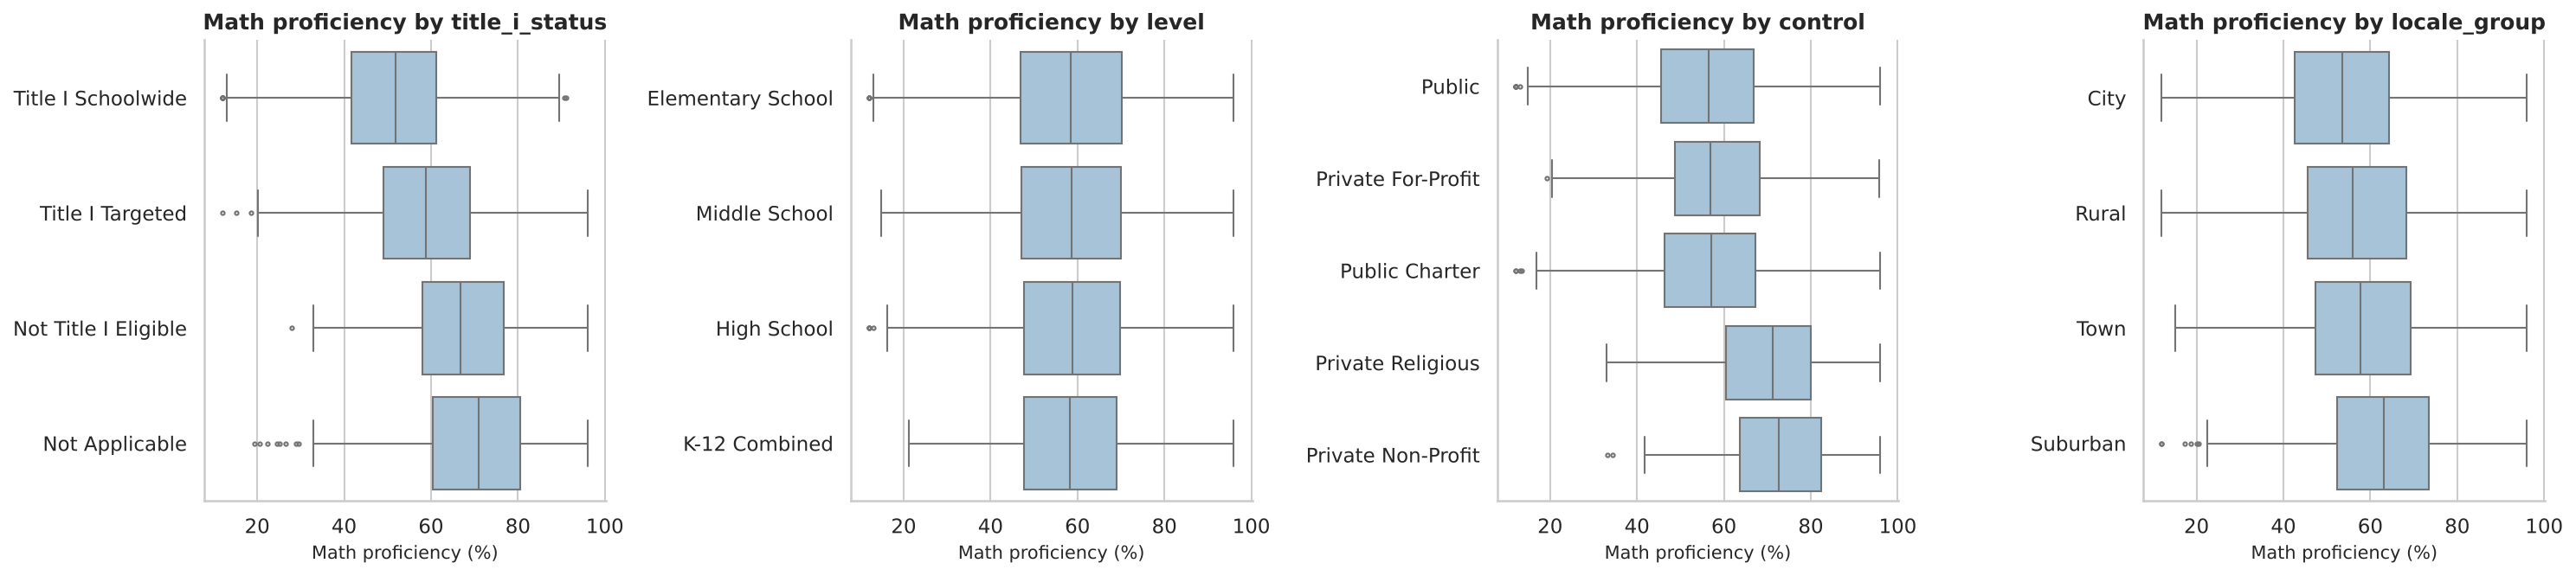 Math proficiency by title_i_status
Title I Schoolwide
Title I Targeted
Not Title I Eligible
Not Applicable
20 40 60 80 100
Math proficiency (%)
Math proficiency by level
Elementary School
Middle School
High School
K-12 Combined
20 40 60 80 100
Math proficiency (%)
Math proficiency by control
Public
Private For-Profit
Public Charter
Private Religious
Private Non-Profit
20 40 60 80 100
Math proficiency (%)
Math proficiency by locale_group
City
Rural
Town
Suburban
20 40 60 80 100
Math proficiency (%)